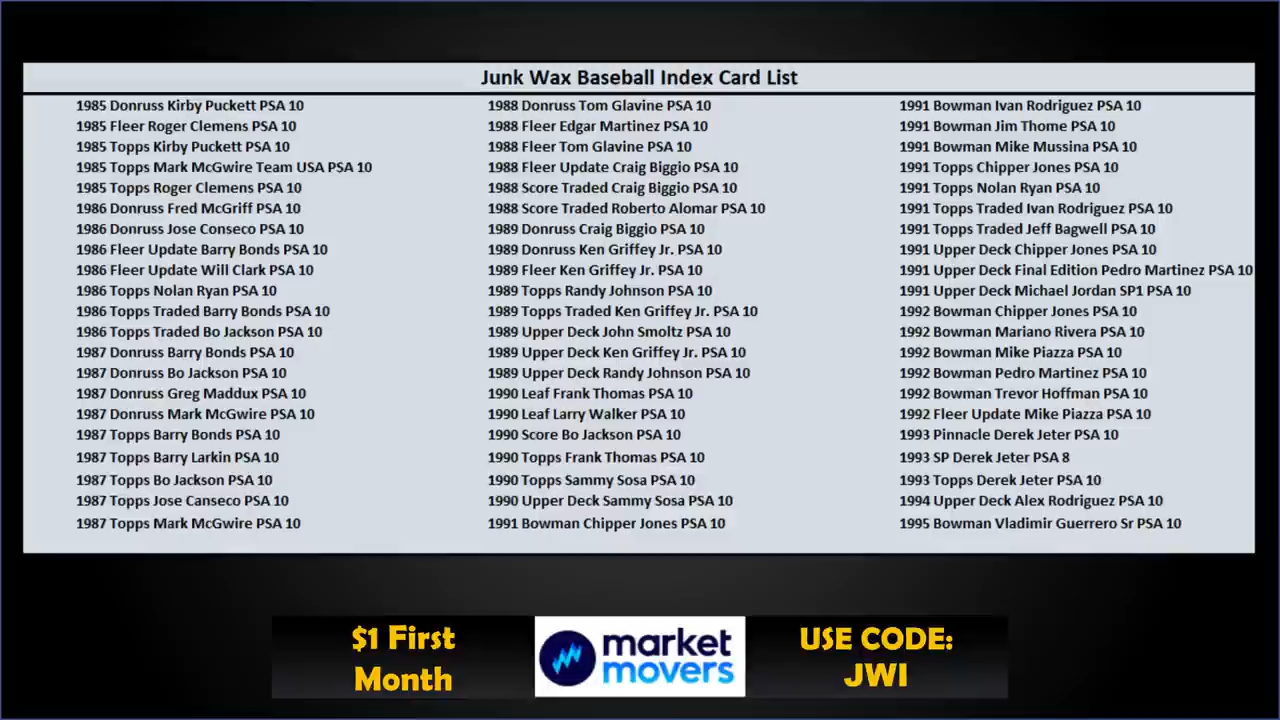 Junk Wax Baseball Index Card List
1985 Donruss Kirby Puckett PSA 10
1985 Fleer Roger Clemens PSA 10
1985 Topps Kirby Puckett PSA 10
1985 Topps Mark McGwire Team USA PSA 10
1985 Topps Roger Clemens PSA 10
1986 Donruss Fred McGriff PSA 10
1986 Donruss Jose Conseco PSA 10
1986 Fleer Update Barry Bonds PSA 10
1986 Fleer Update Will Clark PSA 10
1986 Topps Nolan Ryan PSA 10
1986 Topps Traded Barry Bonds PSA 10
1986 Topps Traded Bo Jackson PSA 10
1987 Donruss Barry Bonds PSA 10
1987 Donruss Bo Jackson PSA 10
1987 Donruss Greg Maddux PSA 10
1987 Donruss Mark McGwire PSA 10
1987 Topps Barry Bonds PSA 10
1987 Topps Barry Larkin PSA 10
1987 Topps Bo Jackson PSA 10
1987 Topps Jose Canseco PSA 10
1987 Topps Mark McGwire PSA 10
1988 Donruss Tom Glavine PSA 10
1988 Fleer Edgar Martinez PSA 10
1988 Fleer Tom Glavine PSA 10
1988 Fleer Update Craig Biggio PSA 10
1988 Score Traded Craig Biggio PSA 10
1988 Score Traded Roberto Alomar PSA 10
1989 Donruss Craig Biggio PSA 10
1989 Donruss Ken Griffey Jr. PSA 10
1989 Fleer Ken Griffey Jr. PSA 10
1989 Topps Randy Johnson PSA 10
1989 Topps Traded Ken Griffey Jr. PSA 10
1989 Upper Deck John Smoltz PSA 10
1989 Upper Deck Ken Griffey Jr. PSA 10
1989 Upper Deck Randy Johnson PSA 10
1990 Leaf Frank Thomas PSA 10
1990 Leaf Larry Walker PSA 10
1990 Score Bo Jackson PSA 10
1990 Topps Frank Thomas PSA 10
1990 Topps Sammy Sosa PSA 10
1990 Upper Deck Sammy Sosa PSA 10
1991 Bowman Chipper Jones PSA 10
1991 Bowman Ivan Rodriguez PSA 10
1991 Bowman Jim Thome PSA 10
1991 Bowman Mike Mussina PSA 10
1991 Topps Chipper Jones PSA 10
1991 Topps Nolan Ryan PSA 10
1991 Topps Traded Ivan Rodriguez PSA 10
1991 Topps Traded Jeff Bagwell PSA 10
1991 Upper Deck Chipper Jones PSA 10
1991 Upper Deck Final Edition Pedro Martinez PSA 10
1991 Upper Deck Michael Jordan SP1 PSA 10
1992 Bowman Chipper Jones PSA 10
1992 Bowman Mariano Rivera PSA 10
1992 Bowman Mike Piazza PSA 10
1992 Bowman Pedro Martinez PSA 10
1992 Bowman Trevor Hoffman PSA 10
1992 Fleer Update Mike Piazza PSA 10
1993 Pinnacle Derek Jeter PSA 10
1993 SP Derek Jeter PSA 8
1993 Topps Derek Jeter PSA 10
1994 Upper Deck Alex Rodriguez PSA 10
1995 Bowman Vladimir Guerrero Sr PSA 10
$1 First
Month
market
movers
USE CODE:
JWI